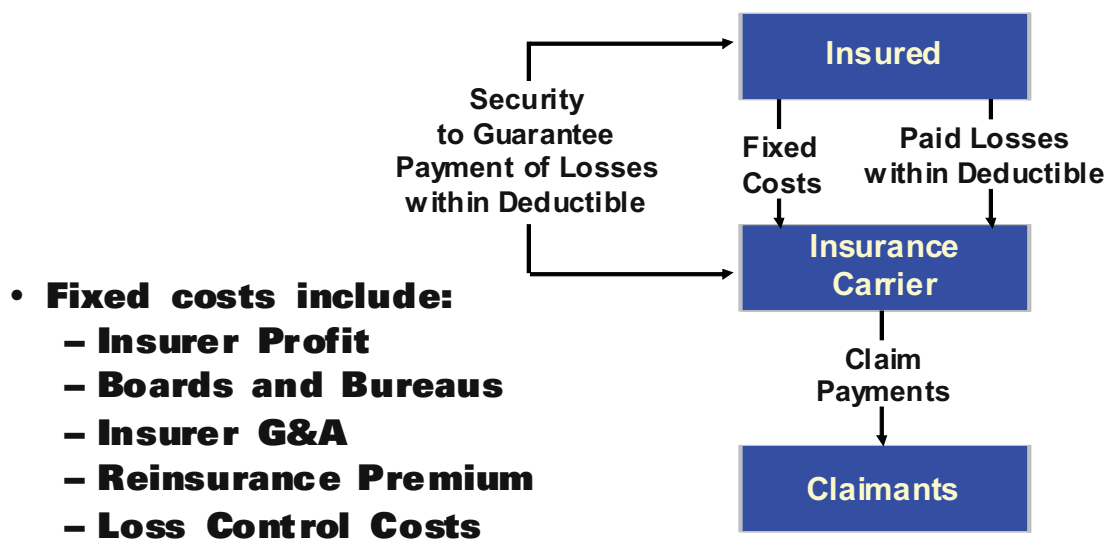 Insured
Security
to Guarantee
Payment of Losses
within Deductible
Fixed
Costs
Paid Losses
within Deductible
Insurance
Carrier
• Fixed costs include:
– Insurer Profit
– Boards and Bureaus
– Insurer G&A
– Reinsurance Premium
– Loss Control Costs
Claim
Payments
Claimants